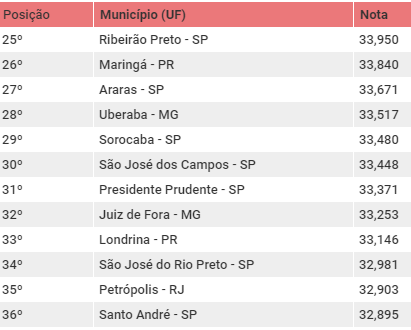 Posição Município (UF) Nota
25º Ribeirão Preto - SP 33,950
26º Maringá - PR 33,840
27º Araras - SP 33,671
28º Uberaba - MG 33,517
29º Sorocaba - SP 33,480
30º São José dos Campos - SP 33,448
31º Presidente Prudente - SP 33,371
32º Juiz de Fora - MG 33,253
33º Londrina - PR 33,146
34º São José do Rio Preto - SP 32,981
35º Petrópolis - RJ 32,903
36º Santo André - SP 32,895